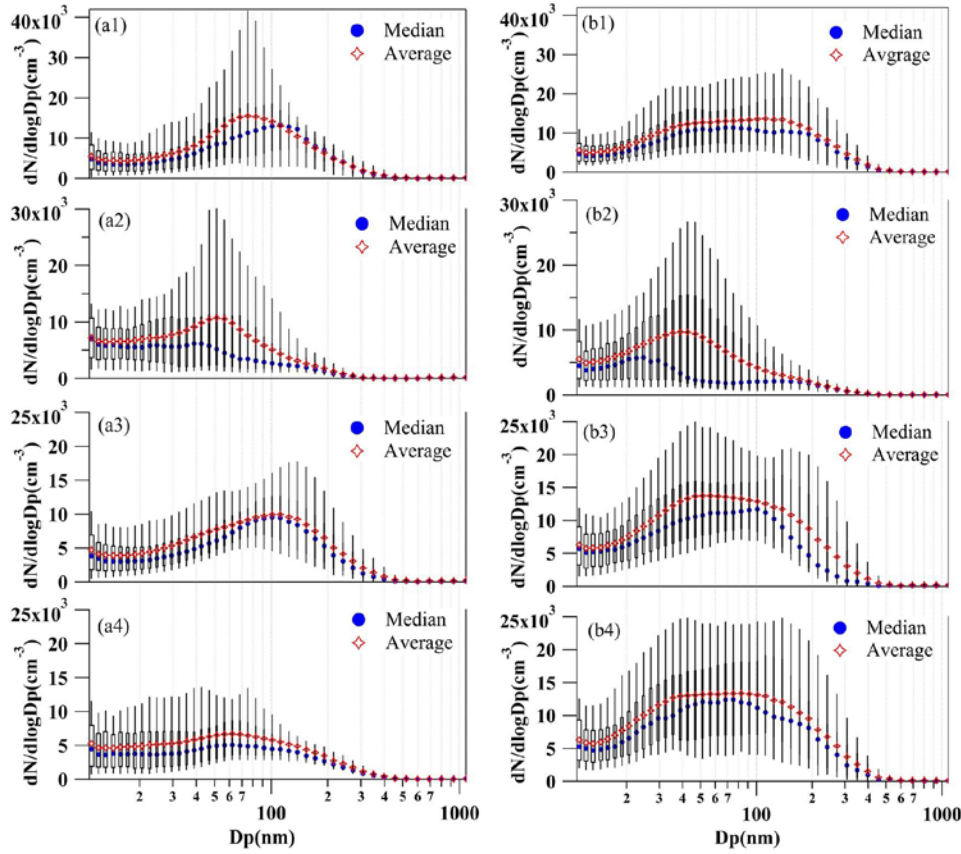 40x10³
30
20
10
0
dN/dlogDp(cm⁻³)
(a1)
Median
Average
40x10³
30
20
10
0
dN/dlogDp(cm⁻³)
(b1)
Median
Avgrage
30x10³
20
10
0
dN/dlogDp(cm⁻³)
(a2)
Median
Average
30x10³
20
10
0
dN/dlogDp(cm⁻³)
(b2)
Median
Average
25x10³
20
15
10
5
0
dN/dlogDp(cm⁻³)
(a3)
Median
Average
25x10³
20
15
10
5
0
dN/dlogDp(cm⁻³)
(b3)
Median
Average
25x10³
20
15
10
5
0
dN/dlogDp(cm⁻³)
(a4)
Median
Average
2 3 4 5 6 7 100 2 3 4 5 6 7 1000
Dp(nm)
25x10³
20
15
10
5
0
dN/dlogDp(cm⁻³)
(b4)
Median
Average
2 3 4 5 6 7 100 2 3 4 5 6 7 1000
Dp(nm)